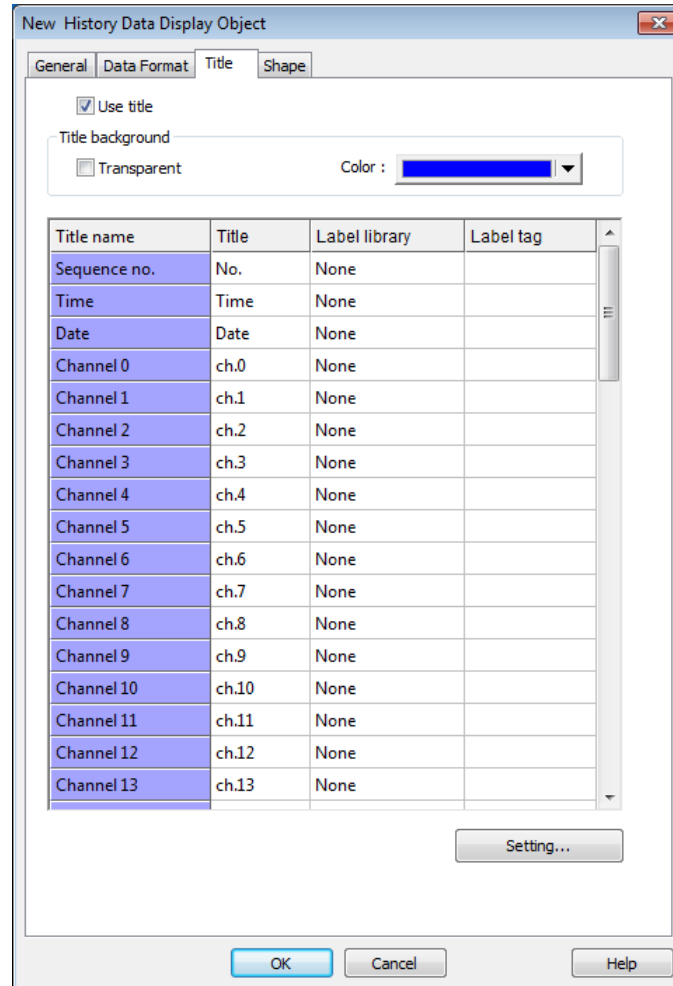 New History Data Display Object
General Data Format Title Shape
Use title
Title background
Transparent Color :
Title name Title Label library Label tag
Sequence no. No. None
Time Time None
Date Date None
Channel 0 ch.0 None
Channel 1 ch.1 None
Channel 2 ch.2 None
Channel 3 ch.3 None
Channel 4 ch.4 None
Channel 5 ch.5 None
Channel 6 ch.6 None
Channel 7 ch.7 None
Channel 8 ch.8 None
Channel 9 ch.9 None
Channel 10 ch.10 None
Channel 11 ch.11 None
Channel 12 ch.12 None
Channel 13 ch.13 None
Setting...
OK Cancel Help